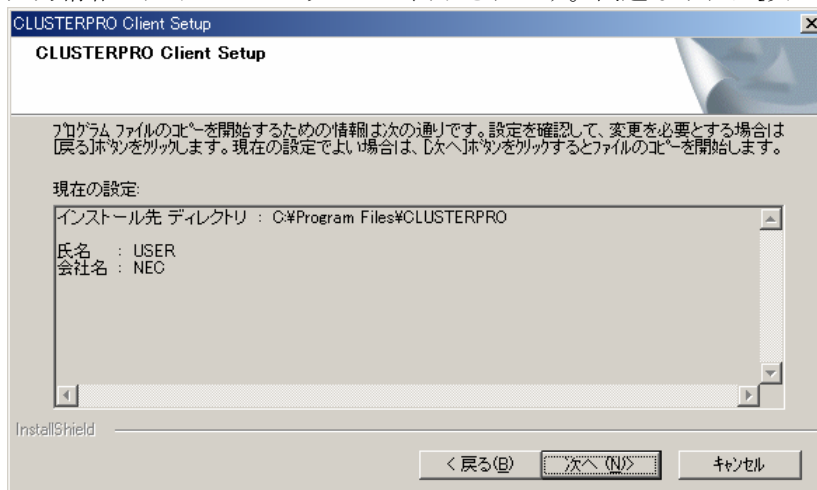 CLUSTERPRO Client Setup
CLUSTERPRO Client Setup
ﾌﾟﾛｸﾞﾗﾑ ﾌｧｲﾙのｺﾋﾟｰを開始するための情報は次の通りです。設定を確認して、変更を必要とする場合は
[戻る]ﾎﾞﾀﾝをｸﾘｯｸします。現在の設定でよい場合は、[次へ]ﾎﾞﾀﾝをｸﾘｯｸするとﾌｧｲﾙのｺﾋﾟｰを開始します。
現在の設定:
インストール先 ディレクトリ : C:¥Program Files¥CLUSTERPRO
氏名 : USER
会社名 : NEC
InstallShield
< 戻る(B)
次へ (N)>
ｷｬﾝｾﾙ